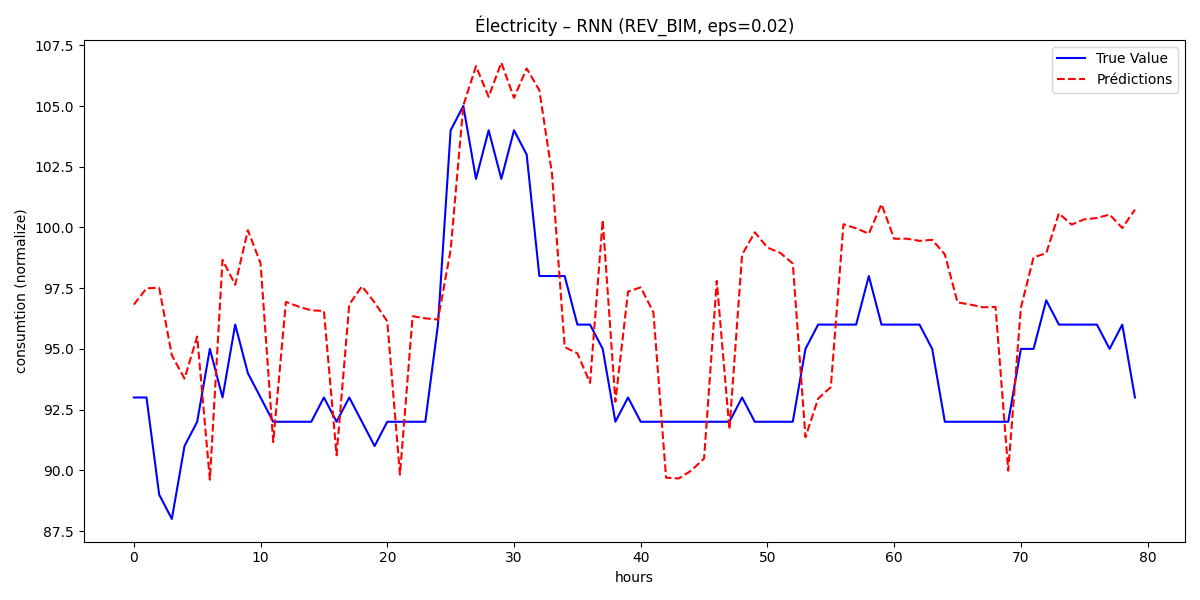 Électricity – RNN (REV_BIM, eps=0.02)
True Value
Prédictions
consumtion (normalize)
107.5
105.0
102.5
100.0
97.5
95.0
92.5
90.0
87.5
0 10 20 30 40 50 60 70 80
hours